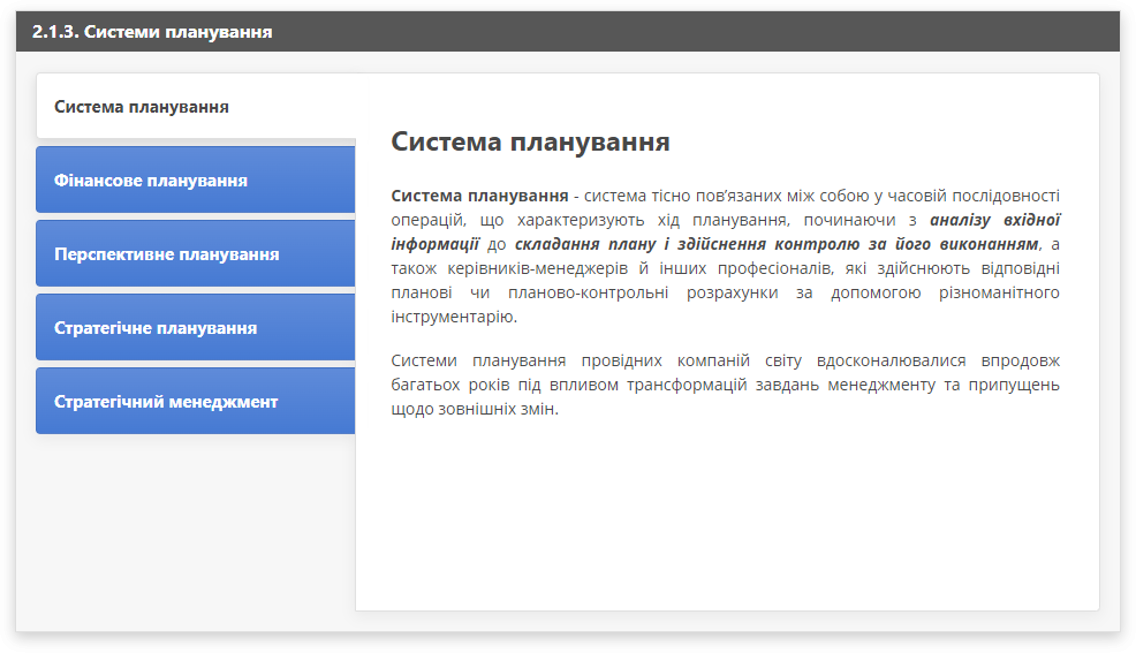 2.1.3. Системи планування
Система планування
Фінансове планування
Перспективне планування
Стратегічне планування
Стратегічний менеджмент
Система планування
Система планування - система тісно пов’язаних між собою у часовій послідовності
операцій, що характеризують хід планування, починаючи з аналізу вхідної
інформації до складання плану і здійснення контролю за його виконанням, а
також керівників-менеджерів й інших професіоналів, які здійснюють відповідні
планові чи планово-контрольні розрахунки за допомогою різноманітного
інструментарію.
Системи планування провідних компаній світу вдосконалювалися впродовж
багатьох років під впливом трансформацій завдань менеджменту та припущень
щодо зовнішніх змін.